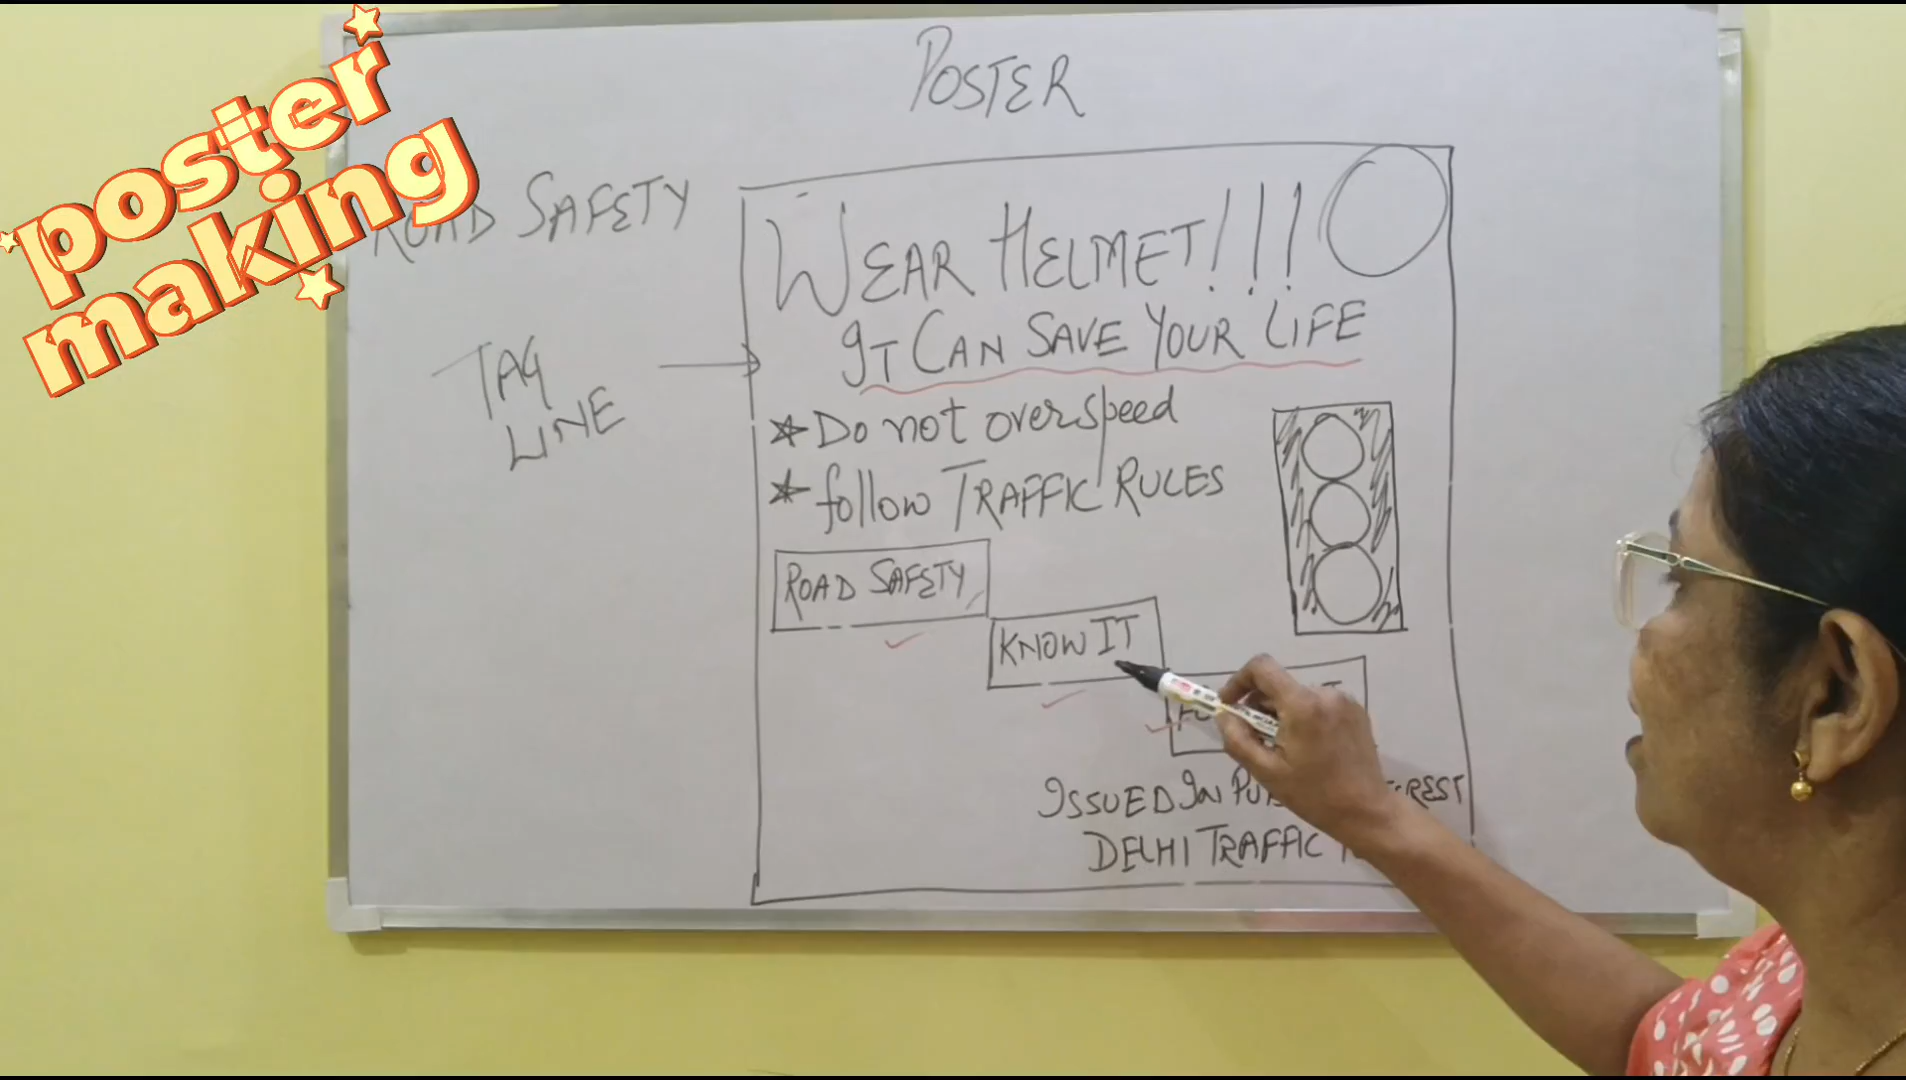 poster
making
POSTER
ROAD SAFETY
TAG
LINE
WEAR HELMET!!!
IT CAN SAVE YOUR LIFE
Do not overspeed
follow TRAFFIC RULES
ROAD SAFETY
KNOW IT
ISSUED IN
DELHI TRAFFIC